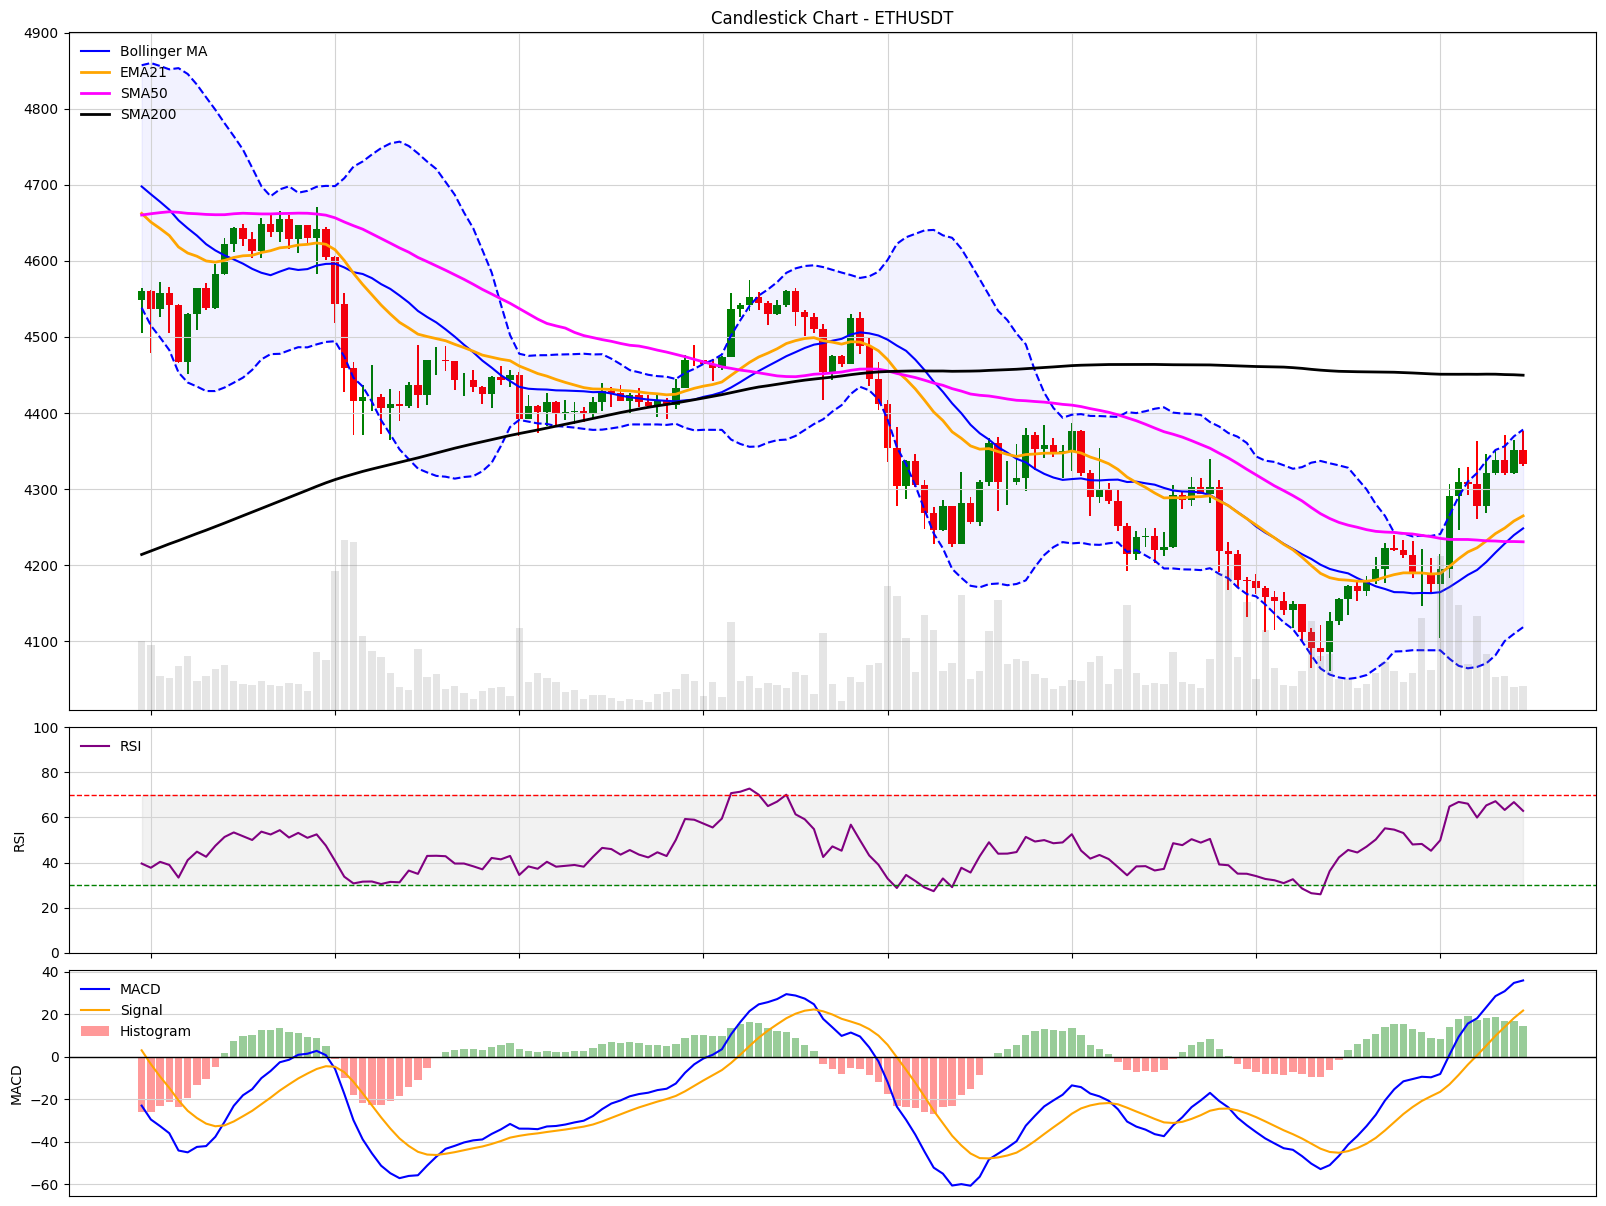 Candlestick Chart - ETHUSDT
4900
4800
4700
4600
4500
4400
4300
4200
4100
Bollinger MA
EMA21
SMA50
SMA200
100
80
60
40
20
0
RSI
RSI
40
20
0
−20
−40
−60
MACD
MACD
Signal
Histogram